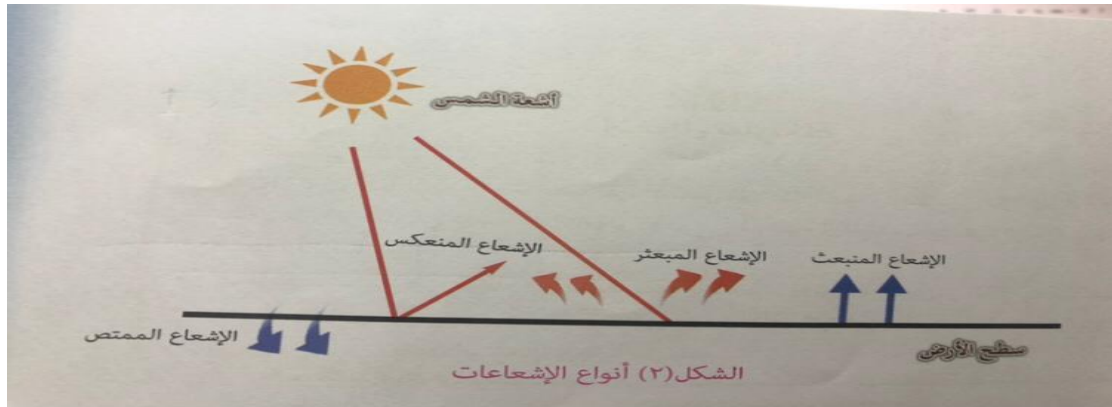 أشعة الشمس
الإشعاع المنعكس
الإشعاع المبعثر
الإشعاع المنبعث
الإشعاع الممتص
سطح الأرض
الشكل(٢) أنواع الإشعاعات